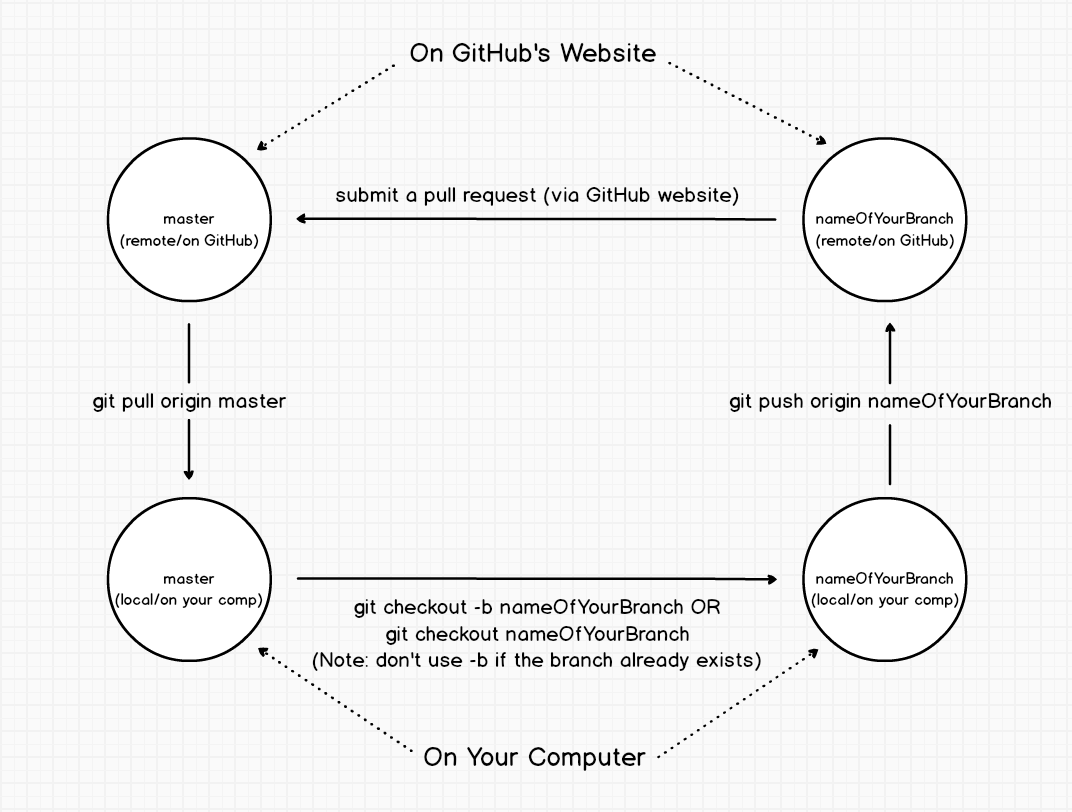 On GitHub's Website
submit a pull request (via GitHub website)
master
(remote/on GitHub)
nameOfYourBranch
(remote/on GitHub)
git pull origin master
git push origin nameOfYourBranch
master
(local/on your comp)
nameOfYourBranch
(local/on your comp)
git checkout -b nameOfYourBranch OR
git checkout nameOfYourBranch
(Note: don't use -b if the branch already exists)
On Your Computer